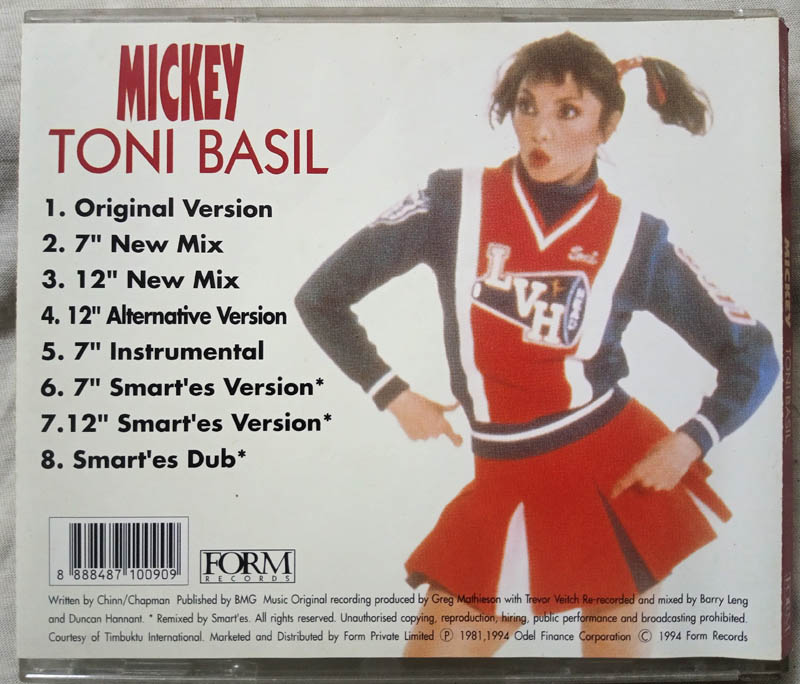 MICKEY
TONI BASIL
1. Original Version
2. 7" New Mix
3. 12" New Mix
4. 12" Alternative Version
5. 7" Instrumental
6. 7" Smart'es Version*
7.12" Smart'es Version*
8. Smart'es Dub*
Toni
LVH
8 888487 100909
FORM
RECORDS
Written by Chinn/Chapman Published by BMG Music Original recording produced by Greg Mathieson with Trevor Veitch Re-recorded and mixed by Barry Leng
and Duncan Hannant. * Remixed by Smart'es. All rights reserved. Unauthorised copying, reproduction, hiring, public performance and broadcasting prohibited.
Courtesy of Timbuktu International. Marketed and Distributed by Form Private Limited Ⓟ 1981,1994 Odel Finance Corporation Ⓒ 1994 Form Records
MICKEY TONI BASIL